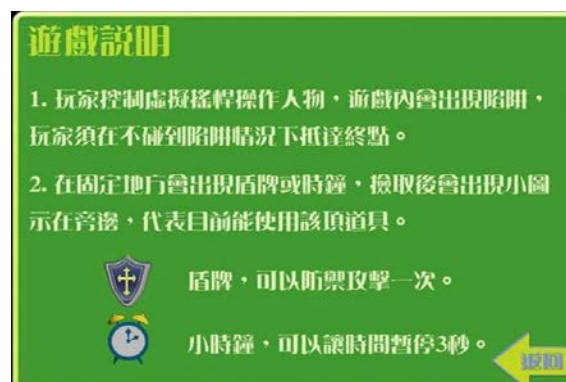 遊戲說明
1. 玩家控制虛擬搖桿操作人物，遊戲內會出現陷阱，
玩家須在不碰到陷阱情況下抵達終點。
2. 在固定地方會出現盾牌或時鐘，撿取後會出現小圖
示在旁邊，代表目前能使用該項道具。
盾牌，可以防禦攻擊一次。
小時鐘，可以讓時間暫停3秒。
返回